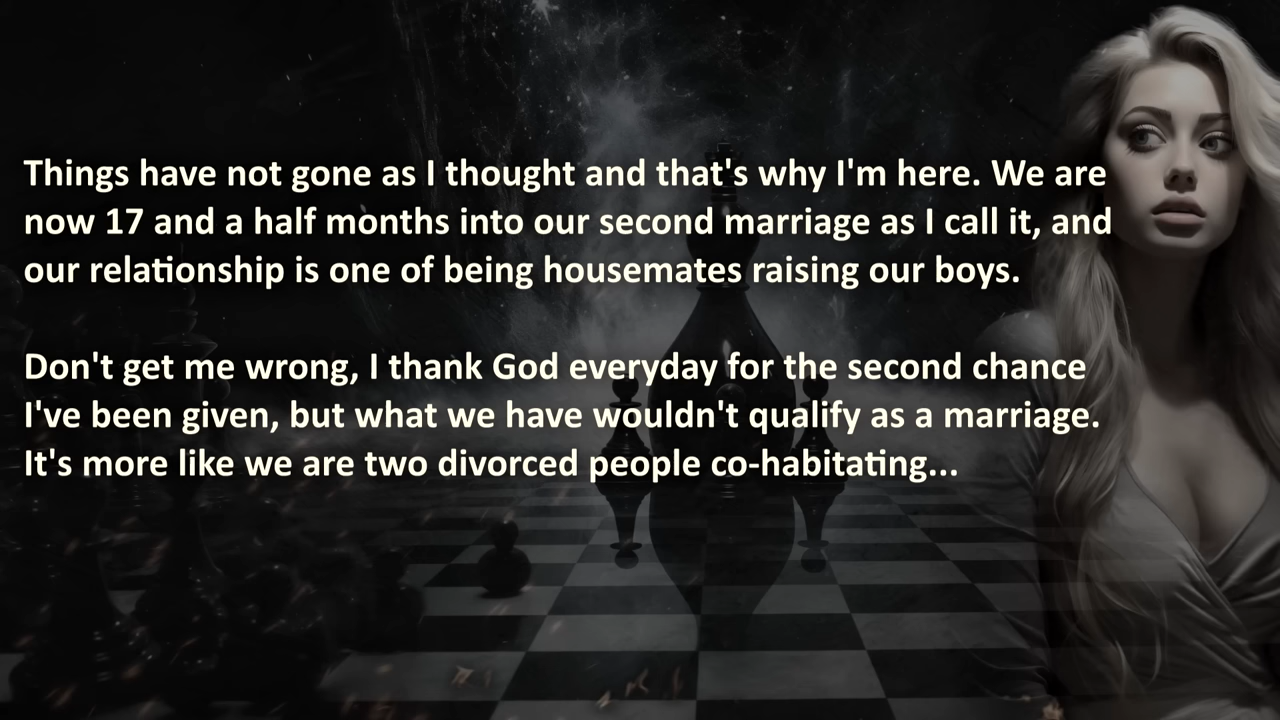 Things have not gone as I thought and that's why I'm here. We are
now 17 and a half months into our second marriage as I call it, and
our relationship is one of being housemates raising our boys.
Don't get me wrong, I thank God everyday for the second chance
I've been given, but what we have wouldn't qualify as a marriage.
It's more like we are two divorced people co-habitating...